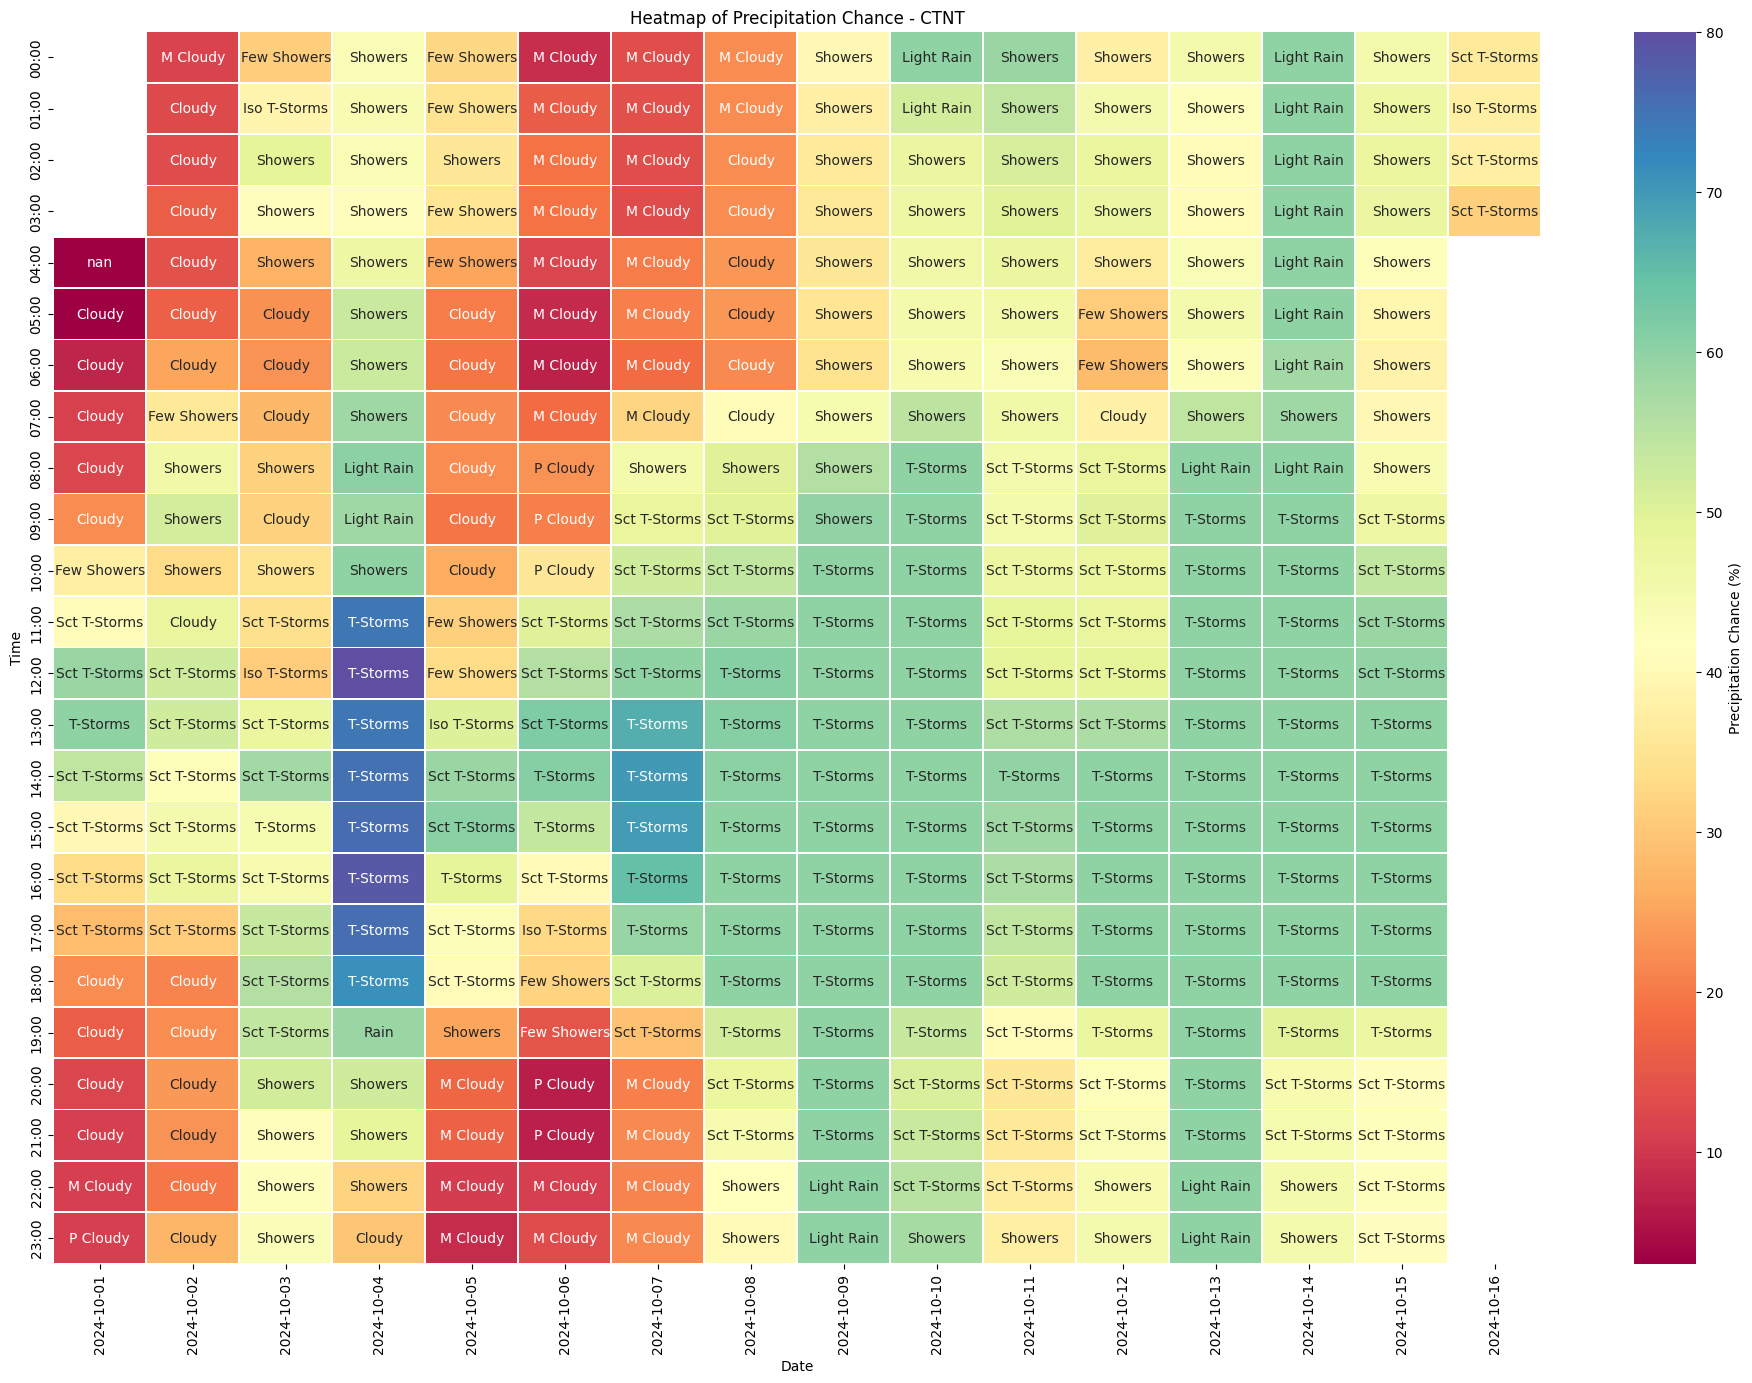 Heatmap of Precipitation Chance - CTNT
00:00 M Cloudy Few Showers Showers Few Showers M Cloudy M Cloudy M Cloudy Showers Light Rain Showers Showers Showers Light Rain Showers Sct T-Storms
01:00 Cloudy Iso T-Storms Showers Few Showers M Cloudy M Cloudy M Cloudy Showers Light Rain Showers Showers Showers Light Rain Showers Iso T-Storms
02:00 Cloudy Showers Showers Showers M Cloudy M Cloudy Cloudy Showers Showers Showers Showers Showers Light Rain Showers Sct T-Storms
03:00 Cloudy Showers Showers Few Showers M Cloudy M Cloudy Cloudy Showers Showers Showers Showers Showers Light Rain Showers Sct T-Storms
04:00 nan Cloudy Showers Showers Few Showers M Cloudy M Cloudy Cloudy Showers Showers Showers Showers Showers Light Rain Showers
05:00 Cloudy Cloudy Cloudy Showers Cloudy M Cloudy M Cloudy Cloudy Showers Showers Showers Few Showers Showers Light Rain Showers
06:00 Cloudy Cloudy Cloudy Showers Cloudy M Cloudy M Cloudy Cloudy Showers Showers Showers Few Showers Showers Light Rain Showers
07:00 Cloudy Few Showers Cloudy Showers Cloudy M Cloudy M Cloudy Cloudy Showers Showers Showers Cloudy Showers Showers Showers
08:00 Cloudy Showers Showers Light Rain Cloudy P Cloudy Showers Showers Showers T-Storms Sct T-Storms Sct T-Storms Light Rain Light Rain Showers
09:00 Cloudy Showers Cloudy Light Rain Cloudy P Cloudy Sct T-Storms Sct T-Storms Showers T-Storms Sct T-Storms Sct T-Storms T-Storms T-Storms Sct T-Storms
10:00 Few Showers Showers Showers Showers Cloudy P Cloudy Sct T-Storms Sct T-Storms T-Storms T-Storms Sct T-Storms Sct T-Storms T-Storms T-Storms Sct T-Storms
11:00 Sct T-Storms Cloudy Sct T-Storms T-Storms Few Showers Sct T-Storms Sct T-Storms Sct T-Storms T-Storms T-Storms Sct T-Storms Sct T-Storms T-Storms T-Storms Sct T-Storms
12:00 Sct T-Storms Sct T-Storms Iso T-Storms T-Storms Few Showers Sct T-Storms Sct T-Storms T-Storms T-Storms T-Storms Sct T-Storms Sct T-Storms T-Storms T-Storms Sct T-Storms
13:00 T-Storms Sct T-Storms Sct T-Storms T-Storms Iso T-Storms Sct T-Storms T-Storms T-Storms T-Storms T-Storms Sct T-Storms Sct T-Storms T-Storms T-Storms T-Storms
14:00 Sct T-Storms Sct T-Storms Sct T-Storms T-Storms Sct T-Storms T-Storms T-Storms T-Storms T-Storms T-Storms T-Storms T-Storms T-Storms T-Storms T-Storms
15:00 Sct T-Storms Sct T-Storms T-Storms T-Storms Sct T-Storms T-Storms T-Storms T-Storms T-Storms T-Storms Sct T-Storms T-Storms T-Storms T-Storms T-Storms
16:00 Sct T-Storms Sct T-Storms Sct T-Storms T-Storms T-Storms Sct T-Storms T-Storms T-Storms T-Storms T-Storms Sct T-Storms T-Storms T-Storms T-Storms T-Storms
17:00 Sct T-Storms Sct T-Storms Sct T-Storms T-Storms Sct T-Storms Iso T-Storms T-Storms T-Storms T-Storms T-Storms Sct T-Storms T-Storms T-Storms T-Storms T-Storms
18:00 Cloudy Cloudy Sct T-Storms T-Storms Sct T-Storms Few Showers Sct T-Storms T-Storms T-Storms T-Storms Sct T-Storms T-Storms T-Storms T-Storms T-Storms
19:00 Cloudy Cloudy Sct T-Storms Rain Showers Few Showers Sct T-Storms T-Storms T-Storms T-Storms Sct T-Storms T-Storms T-Storms T-Storms T-Storms
20:00 Cloudy Cloudy Showers Showers M Cloudy P Cloudy M Cloudy Sct T-Storms T-Storms Sct T-Storms Sct T-Storms Sct T-Storms T-Storms Sct T-Storms Sct T-Storms
21:00 Cloudy Cloudy Showers Showers M Cloudy P Cloudy M Cloudy Sct T-Storms T-Storms Sct T-Storms Sct T-Storms Sct T-Storms T-Storms Sct T-Storms Sct T-Storms
22:00 M Cloudy Cloudy Showers Showers M Cloudy M Cloudy M Cloudy Showers Light Rain Sct T-Storms Sct T-Storms Showers Light Rain Showers Sct T-Storms
23:00 P Cloudy Cloudy Showers Cloudy M Cloudy M Cloudy M Cloudy Showers Light Rain Showers Showers Showers Light Rain Showers Sct T-Storms
2024-10-01 2024-10-02 2024-10-03 2024-10-04 2024-10-05 2024-10-06 2024-10-07 2024-10-08 2024-10-09 2024-10-10 2024-10-11 2024-10-12 2024-10-13 2024-10-14 2024-10-15 2024-10-16
Date
Time
80
70
60
50
40
30
20
10
Precipitation Chance (%)